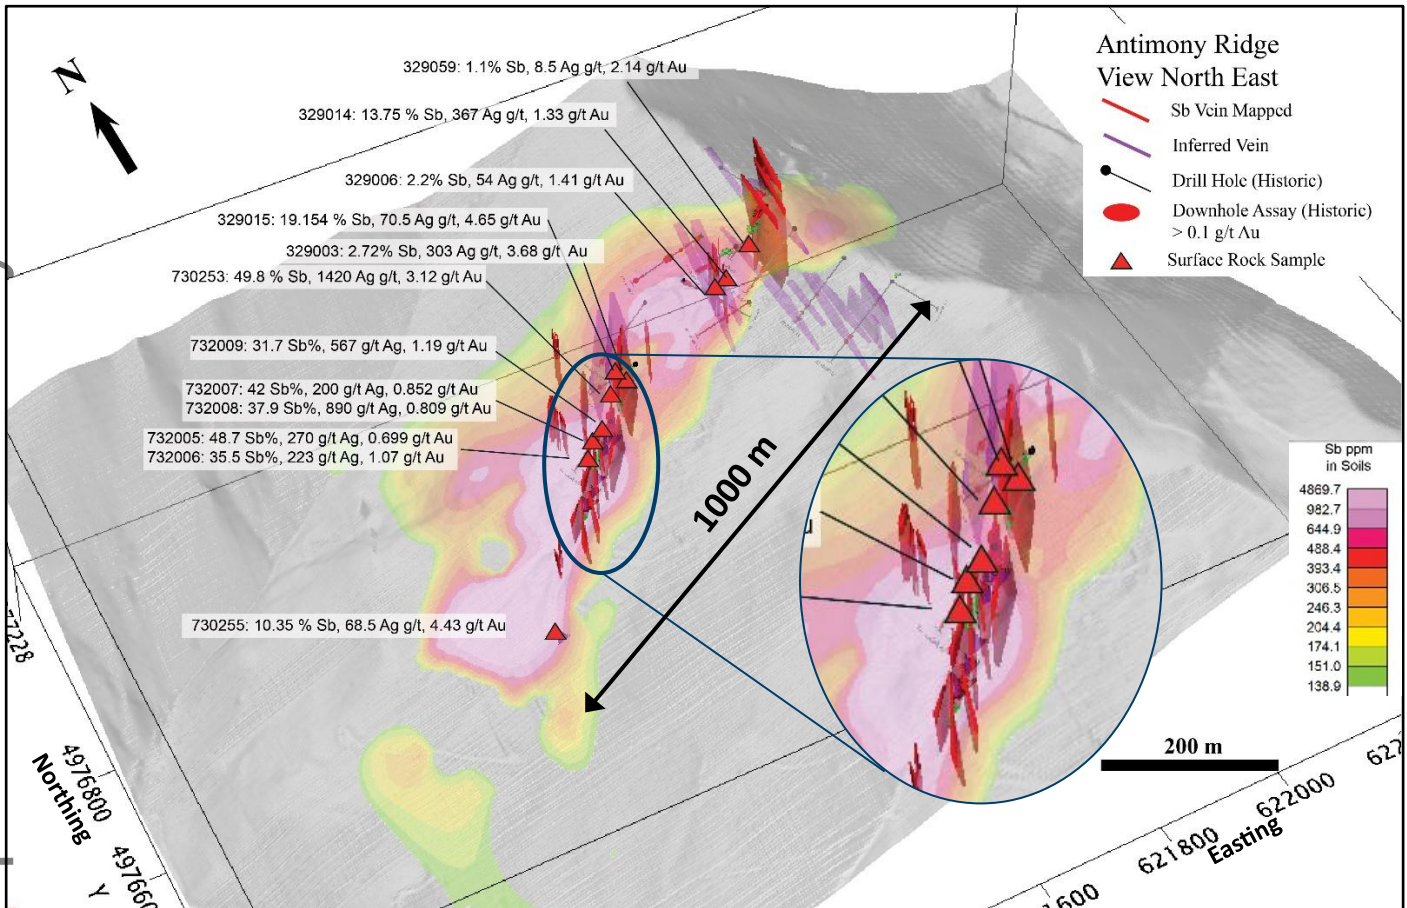 N
329059: 1.1% Sb, 8.5 Ag g/t, 2.14 g/t Au
329014: 13.75 % Sb, 367 Ag g/t, 1.33 g/t Au
329006: 2.2% Sb, 54 Ag g/t, 1.41 g/t Au
329015: 19.154 % Sb, 70.5 Ag g/t, 4.65 g/t Au
329003: 2.72% Sb, 303 Ag g/t, 3.68 g/t Au
730253: 49.8 % Sb, 1420 Ag g/t, 3.12 g/t Au
732009: 31.7 Sb%, 567 g/t Ag, 1.19 g/t Au
732007: 42 Sb%, 200 g/t Ag, 0.852 g/t Au
732008: 37.9 Sb%, 890 g/t Ag, 0.809 g/t Au
732005: 48.7 Sb%, 270 g/t Ag, 0.699 g/t Au
732006: 35.5 Sb%, 223 g/t Ag, 1.07 g/t Au
730255: 10.35 % Sb, 68.5 Ag g/t, 4.43 g/t Au
Antimony Ridge
View North East
Sb Vein Mapped
Inferred Vein
Drill Hole (Historic)
Downhole Assay (Historic)
> 0.1 g/t Au
Surface Rock Sample
1000 m
Sb ppm
in Soils
4869.7
982.7
644.9
488.4
393.4
306.5
246.3
204.4
174.1
151.0
138.9
200 m
77228
4976800
Northing
Y
622000
621800
Easting